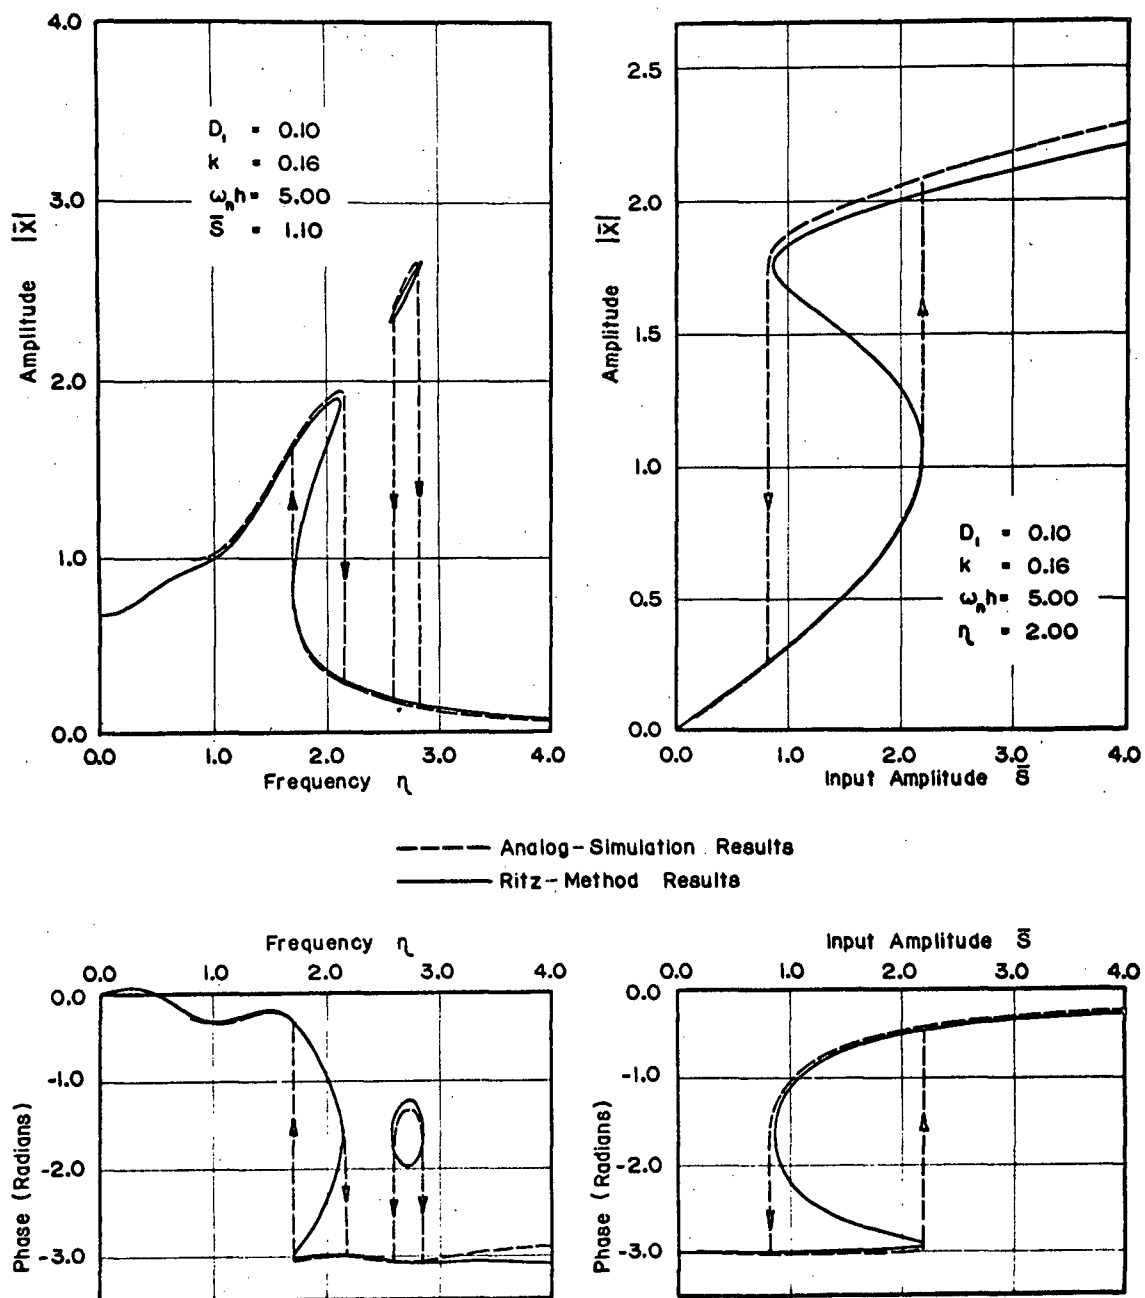 4.0
3.0
2.0
1.0
0.0
Amplitude |x̄|
D₁ = 0.10
k = 0.16
ωₙh = 5.00
S̄ = 1.10
0.0 1.0 2.0 3.0 4.0
Frequency η
2.5
2.0
1.5
1.0
0.5
0.0
Amplitude |x̄|
D₁ = 0.10
k = 0.16
ωₙh = 5.00
η = 2.00
0.0 1.0 2.0 3.0 4.0
Input Amplitude S̄
Analog-Simulation Results
Ritz-Method Results
Frequency η
0.0 1.0 2.0 3.0 4.0
0.0
-1.0
-2.0
-3.0
Phase (Radians)
Input Amplitude S̄
0.0 1.0 2.0 3.0 4.0
0.0
-1.0
-2.0
-3.0
Phase (Radians)